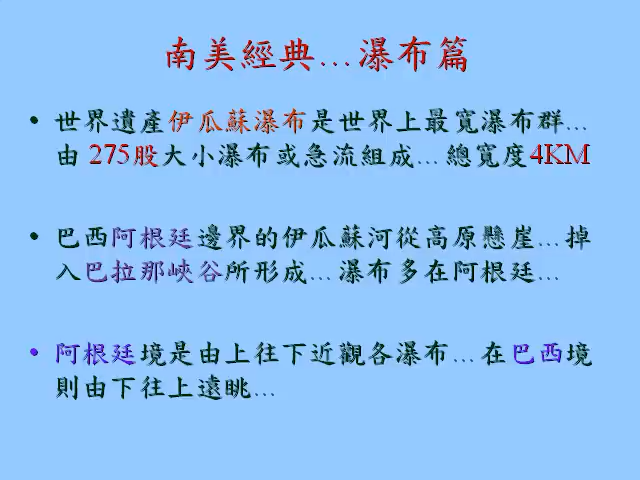 南美經典…瀑布篇
• 世界遺產伊瓜蘇瀑布是世界上最寬瀑布群…
由 275股大小瀑布或急流組成…總寬度4KM
• 巴西阿根廷邊界的伊瓜蘇河從高原懸崖…掉
入巴拉那峽谷所形成…瀑布多在阿根廷…
• 阿根廷境是由上往下近觀各瀑布…在巴西境
則由下往上遠眺…